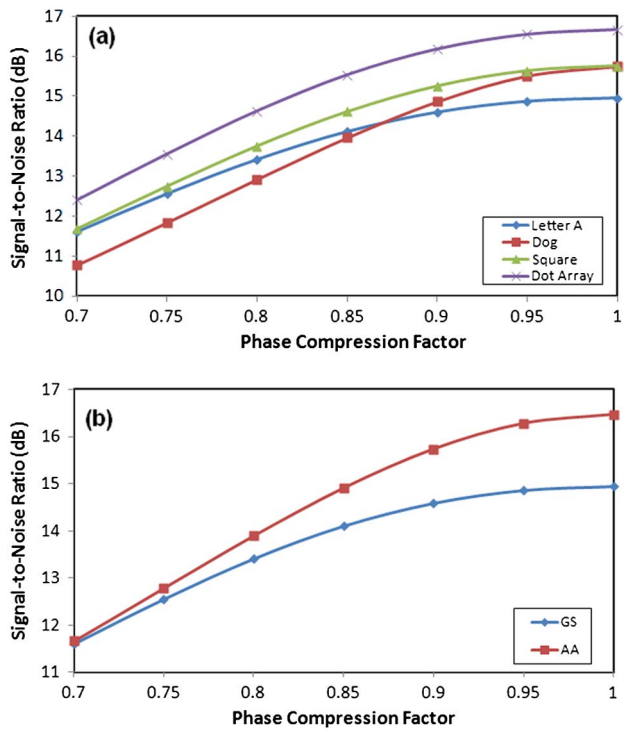 (a)
Signal-to-Noise Ratio (dB)
17
16
15
14
13
12
11
10
Letter A
Dog
Square
Dot Array
0.7 0.75 0.8 0.85 0.9 0.95 1
Phase Compression Factor
(b)
Signal-to-Noise Ratio (dB)
17
16
15
14
13
12
11
GS
AA
0.7 0.75 0.8 0.85 0.9 0.95 1
Phase Compression Factor